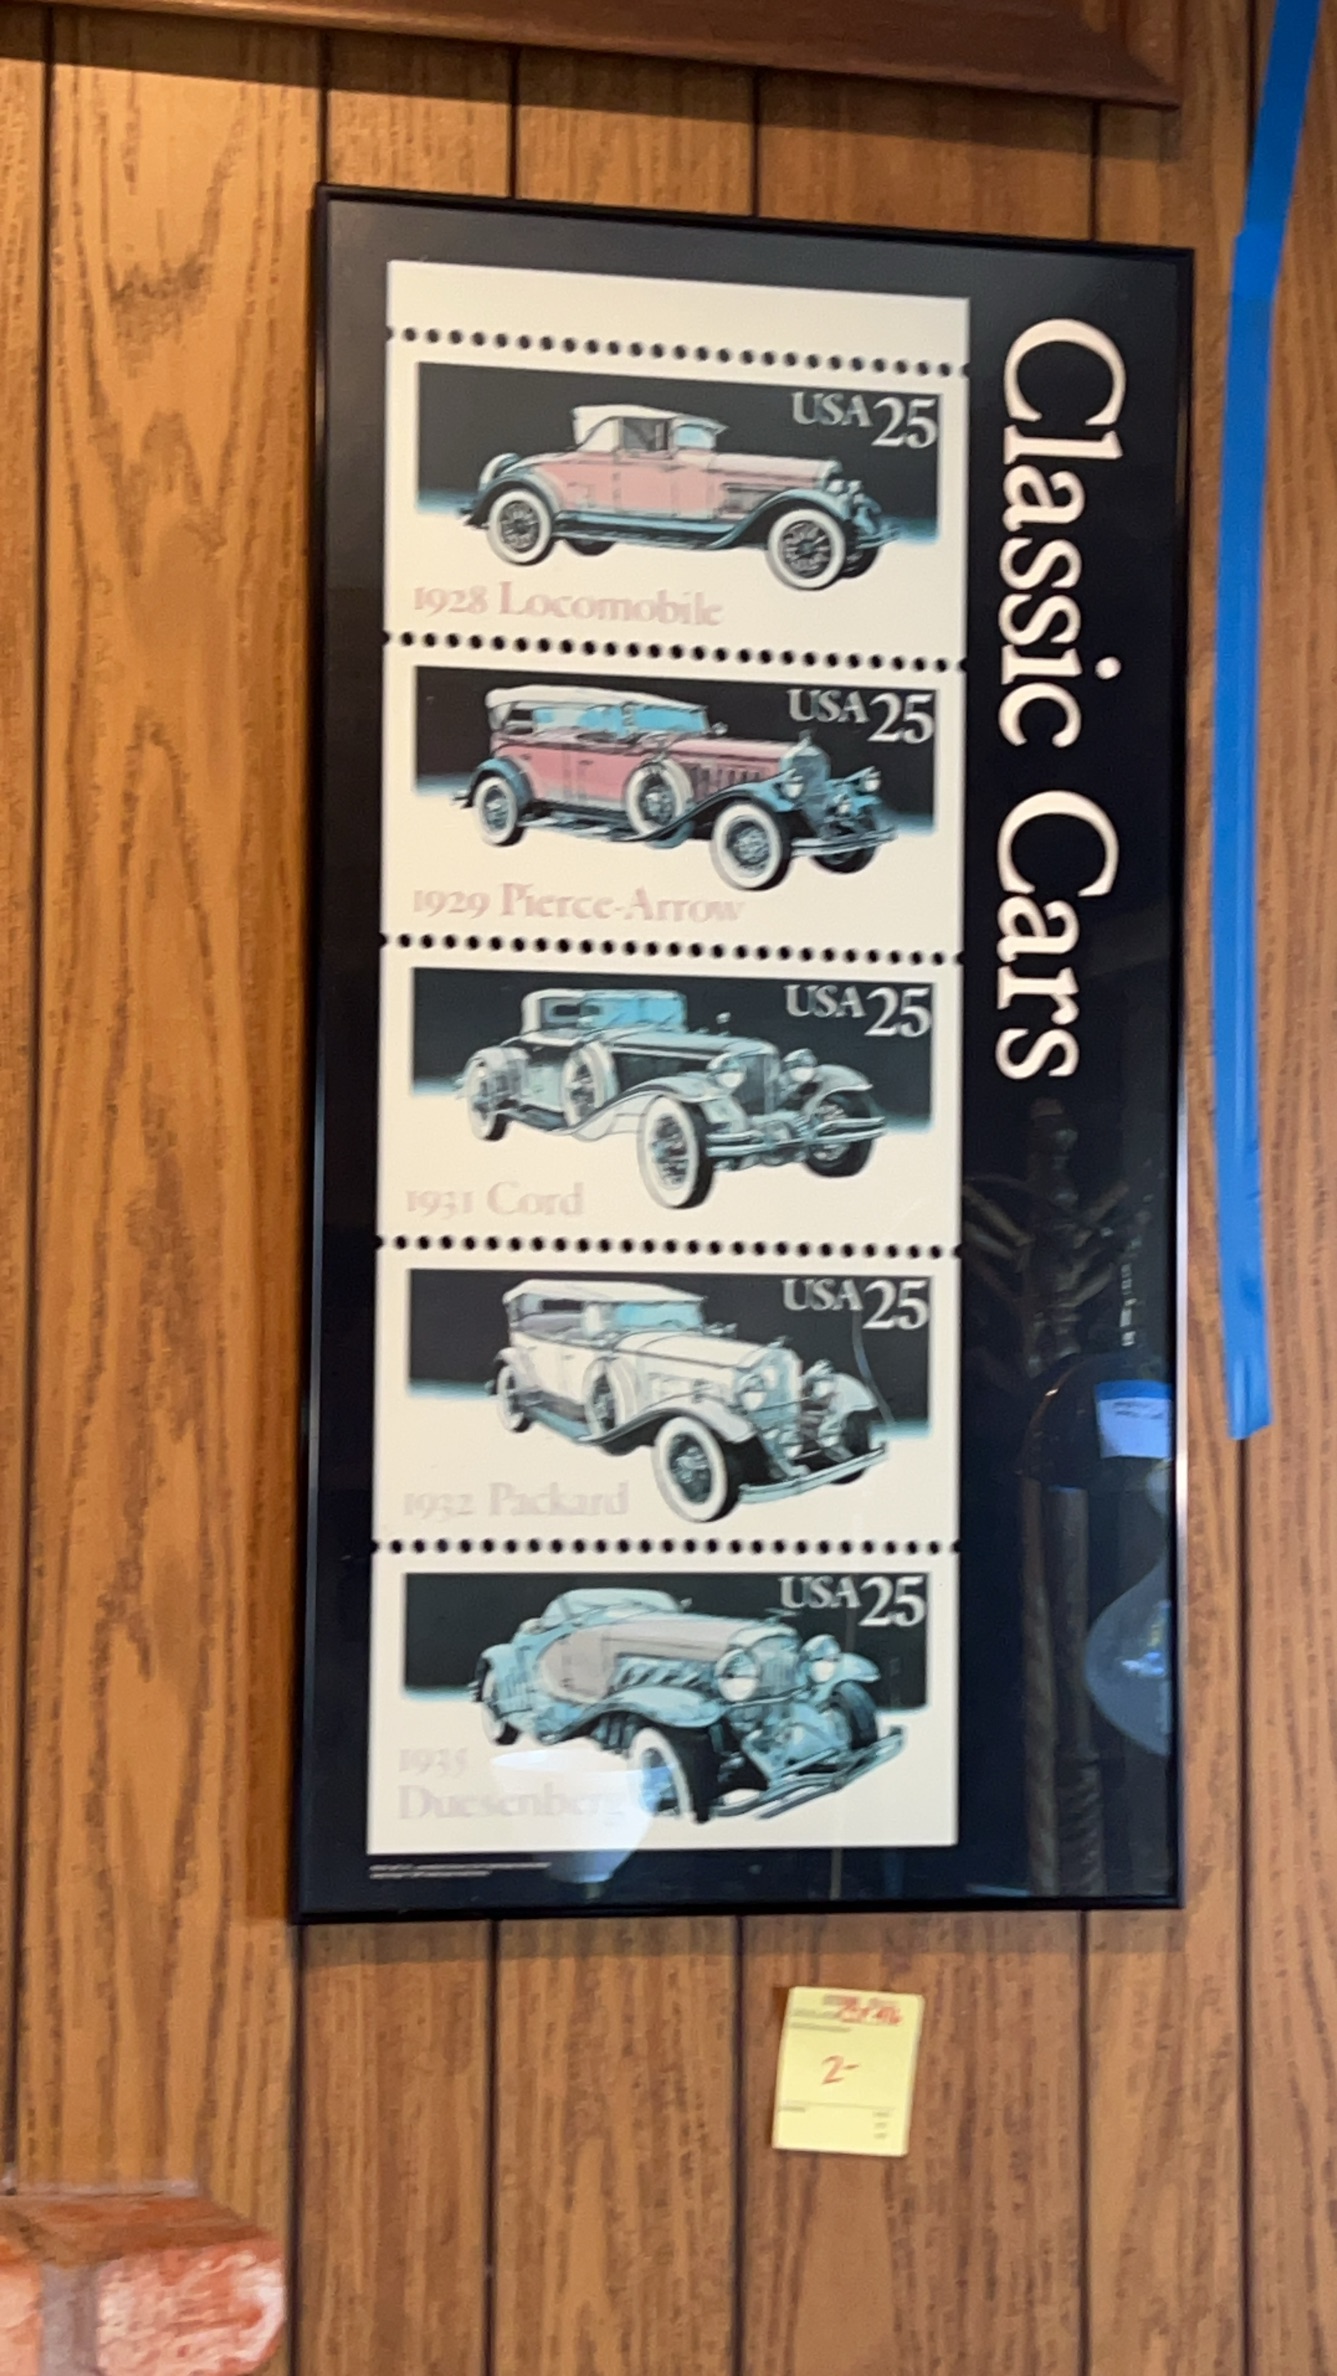 Classic Cars
USA 25
1928 Locomobile
USA 25
1929 Pierce-Arrow
USA 25
1931 Cord
USA 25
1932 Packard
USA 25
1935
Duesenberg
2-